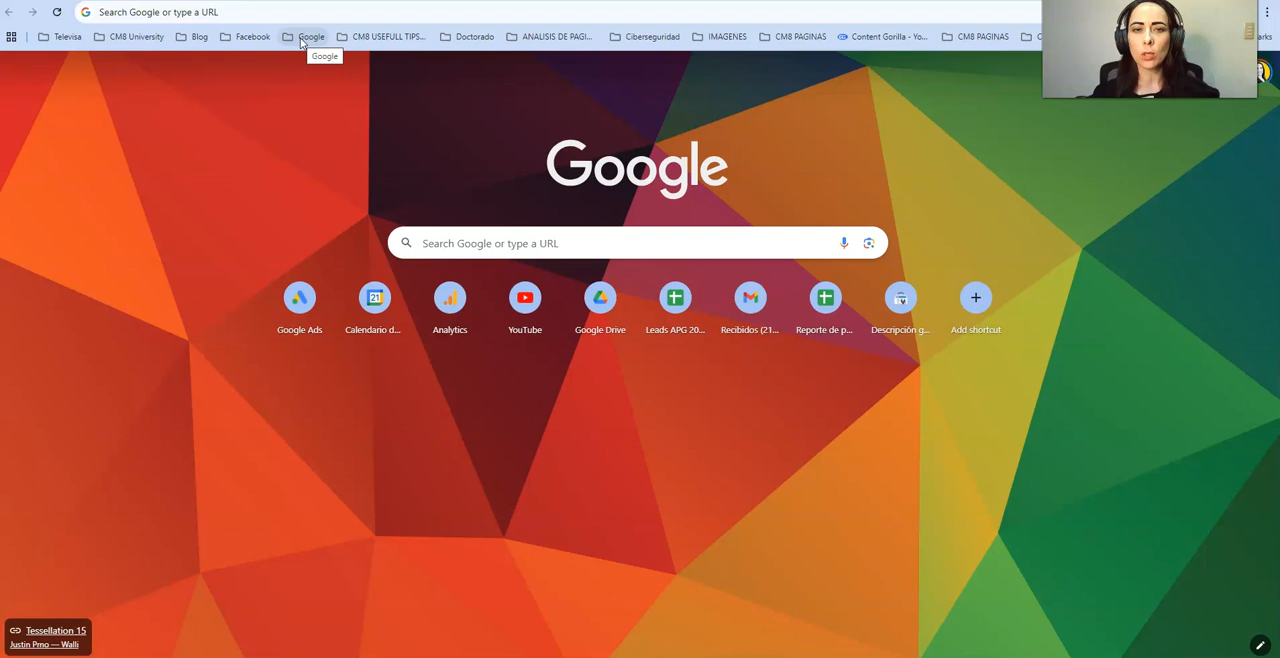 Search Google or type a URL
Televisa CM8 University Blog Facebook Google CM8 USEFULL TIPS... Doctorado ANALISIS DE PAGI... Ciberseguridad IMAGENES CM8 PAGINAS Content Gorilla - Yo... CM8 PAGINAS
Google
Google
Search Google or type a URL
21
Google Ads Calendario d... Analytics YouTube Google Drive Leads APG 20... Recibidos (21... Reporte de p... Descripción g... Add shortcut
Tessellation 15
Justin Prno — Walli